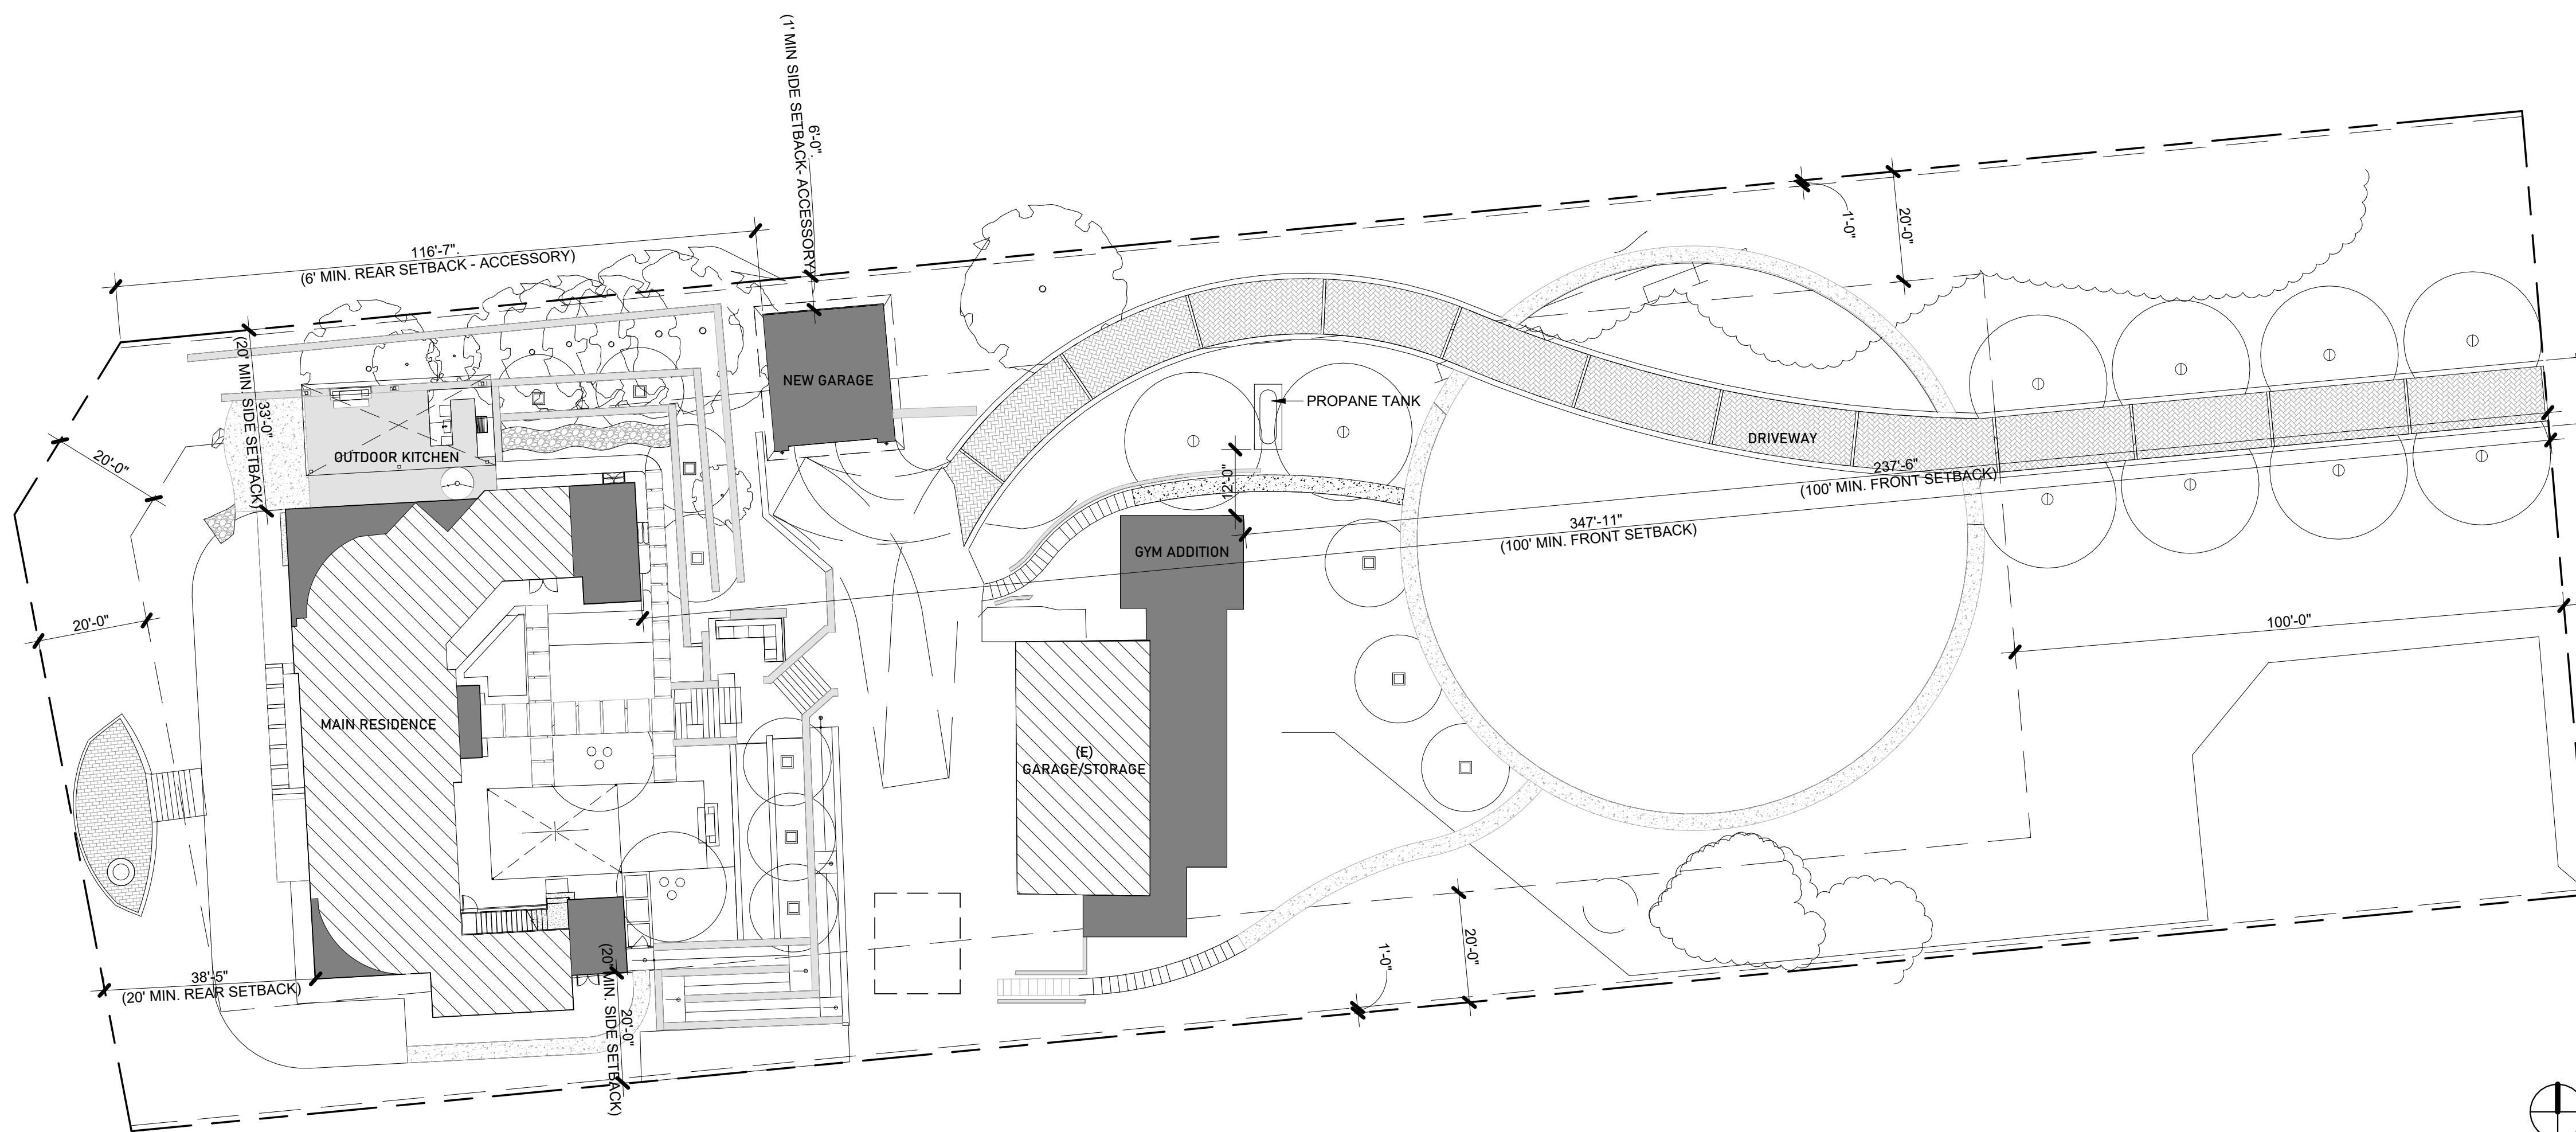 (1' MIN SIDE SETBACK- ACCESSORY)
6'-0".
116'-7".
(6' MIN. REAR SETBACK - ACCESSORY)
1'-0"
20'-0"
NEW GARAGE
(20' MIN. SIDE SETBACK)
33'-0"
PROPANE TANK
OUTDOOR KITCHEN
DRIVEWAY
20'-0"
237'-6"
(100' MIN. FRONT SETBACK)
12'-0"
347'-11"
(100' MIN. FRONT SETBACK)
GYM ADDITION
20'-0"
100'-0"
MAIN RESIDENCE
(E)
GARAGE/STORAGE
38'-5"
(20' MIN. REAR SETBACK)
(20' MIN. SIDE SETBACK)
20'-0"
1'-0"
20'-0"